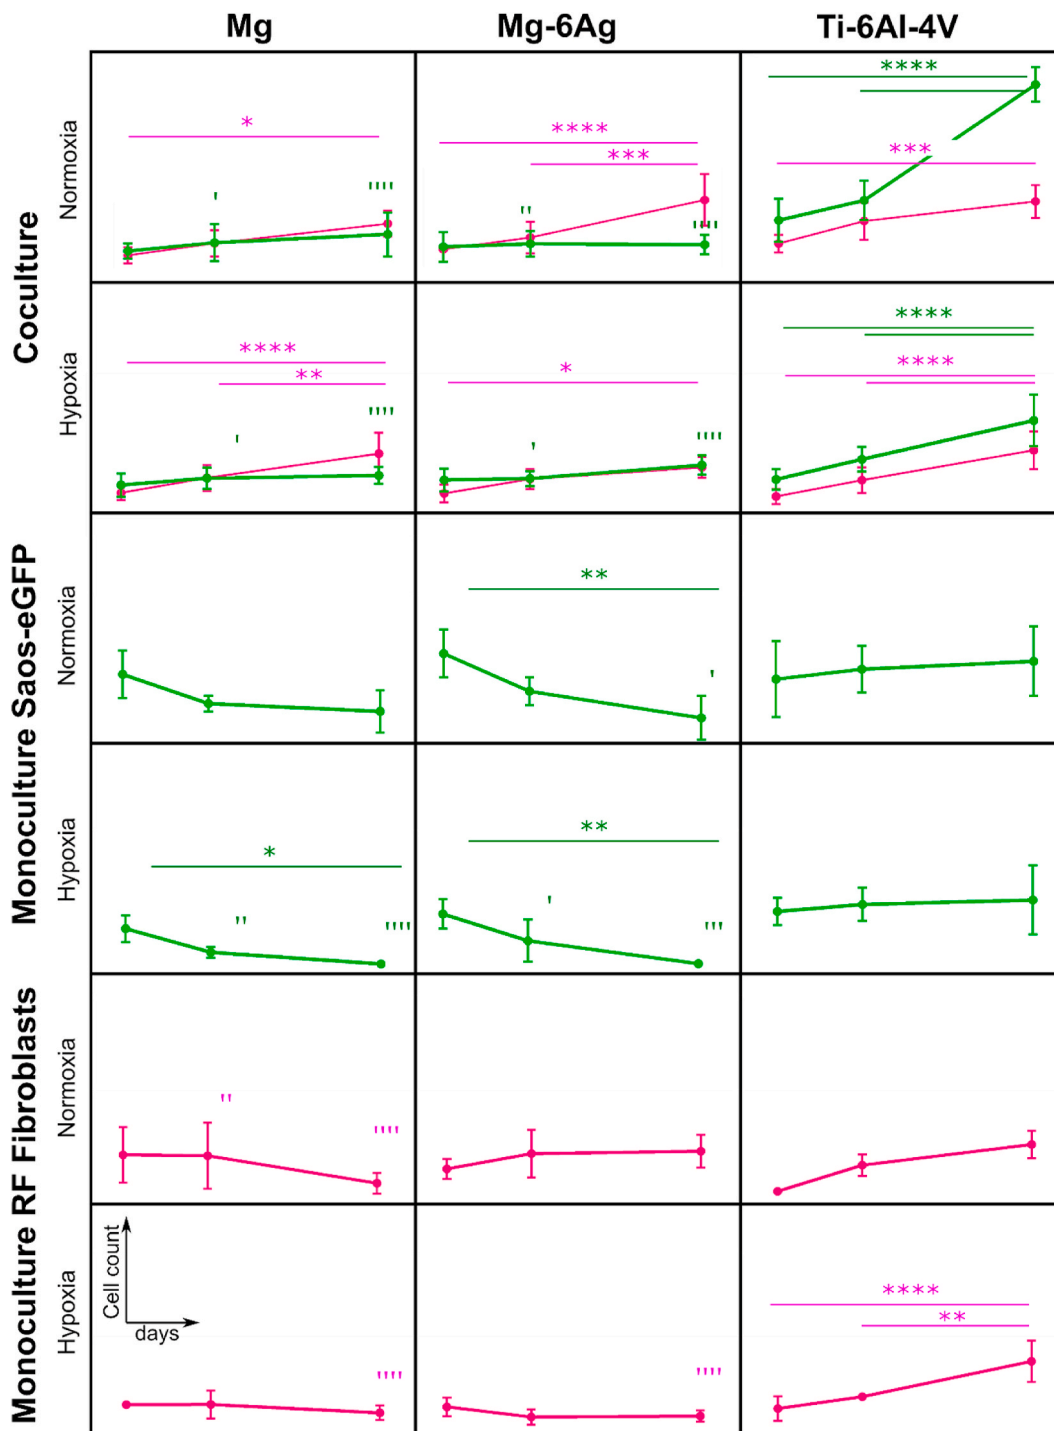 Mg Mg-6Ag Ti-6Al-4V
Coculture
Normoxia
* **** *** **** ***
' '''' '' ''''
Hypoxia
**** ** * **** ****
' '''' ' ''''
Monoculture Saos-eGFP
Normoxia
**
'
Hypoxia
* **
'' '''' ' '''
Monoculture RF Fibroblasts
Normoxia
'' ''''
Hypoxia
Cell count
days
**** **
'''' ''''